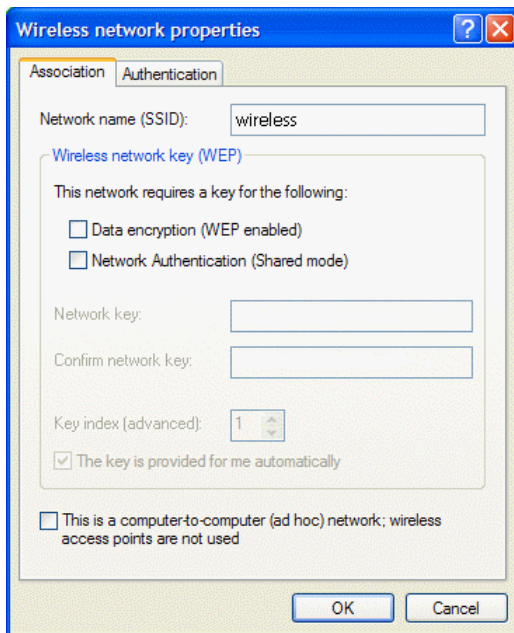 Wireless network properties
Association
Authentication
Network name (SSID):
wireless
Wireless network key (WEP)
This network requires a key for the following:
Data encryption (WEP enabled)
Network Authentication (Shared mode)
Network key:
Confirm network key:
Key index (advanced):
1
The key is provided for me automatically
This is a computer-to-computer (ad hoc) network; wireless
access points are not used
OK
Cancel